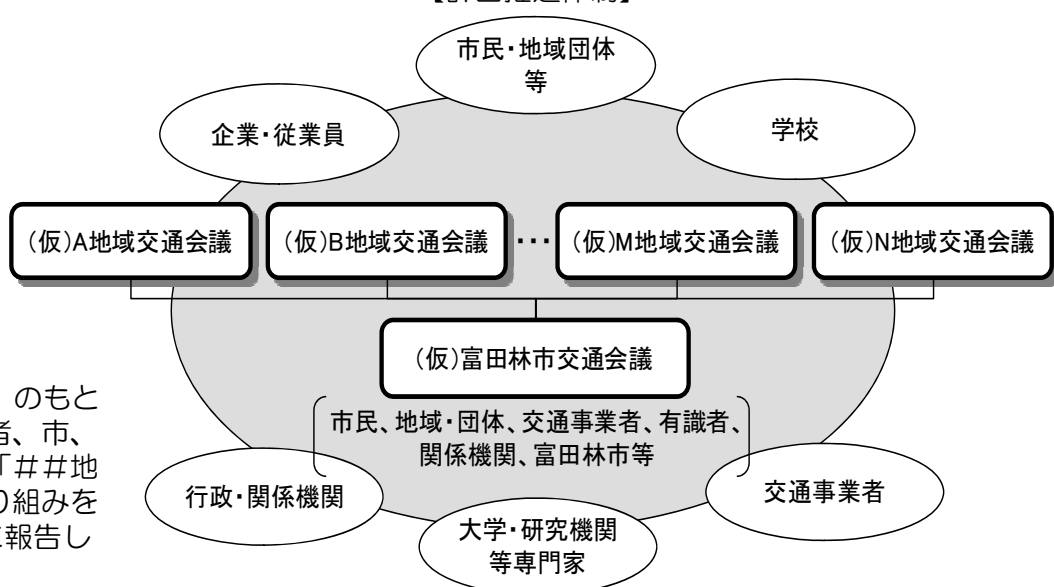 市民・地域団体
等
企業・従業員
学校
(仮)A地域交通会議
(仮)B地域交通会議
・・・
(仮)M地域交通会議
(仮)N地域交通会議
(仮)富田林市交通会議
市民、地域・団体、交通事業者、有識者、
関係機関、富田林市等
のもと
者、市、
「##地
り組みを
報告し
行政・関係機関
交通事業者
大学・研究機関
等専門家